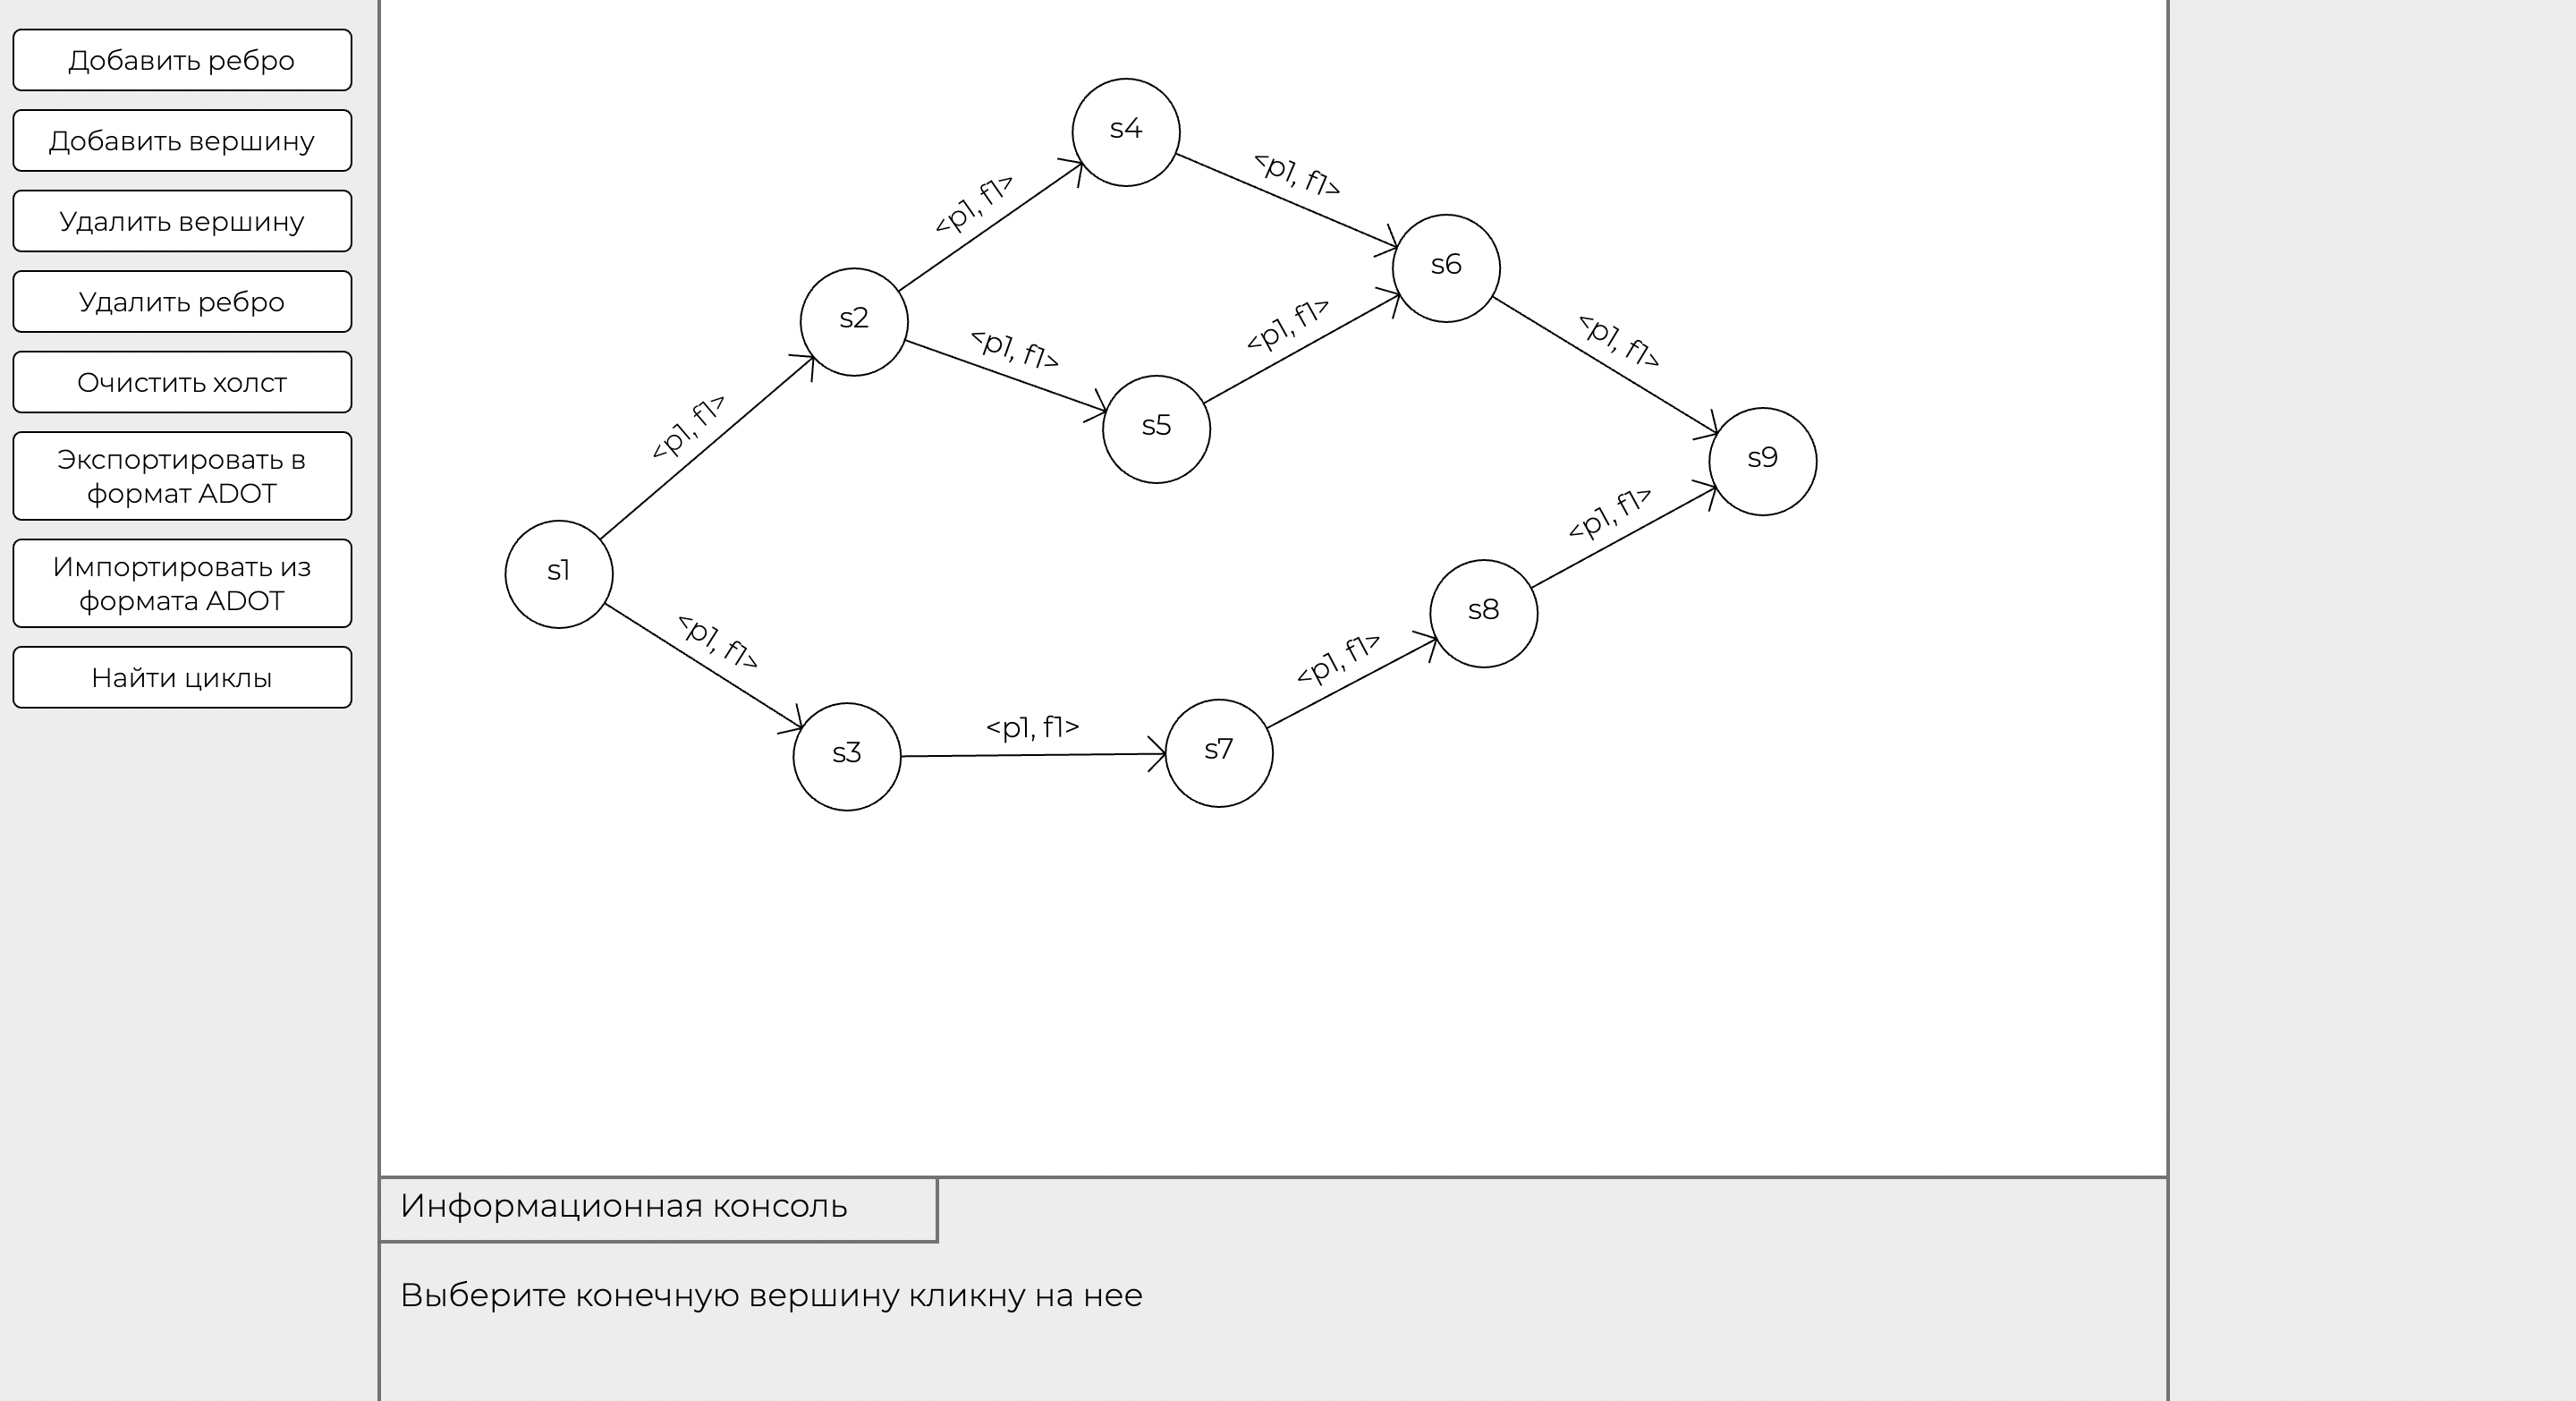 Добавить ребро
Добавить вершину
Удалить вершину
Удалить ребро
Очистить холст
Экспортировать в
формат ADOT
Импортировать из
формата ADOT
Найти циклы
s4
<p1, f1>
<p1, f1>
s6
s2
<p1, f1>
<p1, f1>
<p1, f1>
<p1, f1>
s5
s9
<p1, f1>
s1
s8
<p1, f1>
<p1, f1>
<p1, f1>
s3
s7
Информационная консоль
Выберите конечную вершину кликну на нее